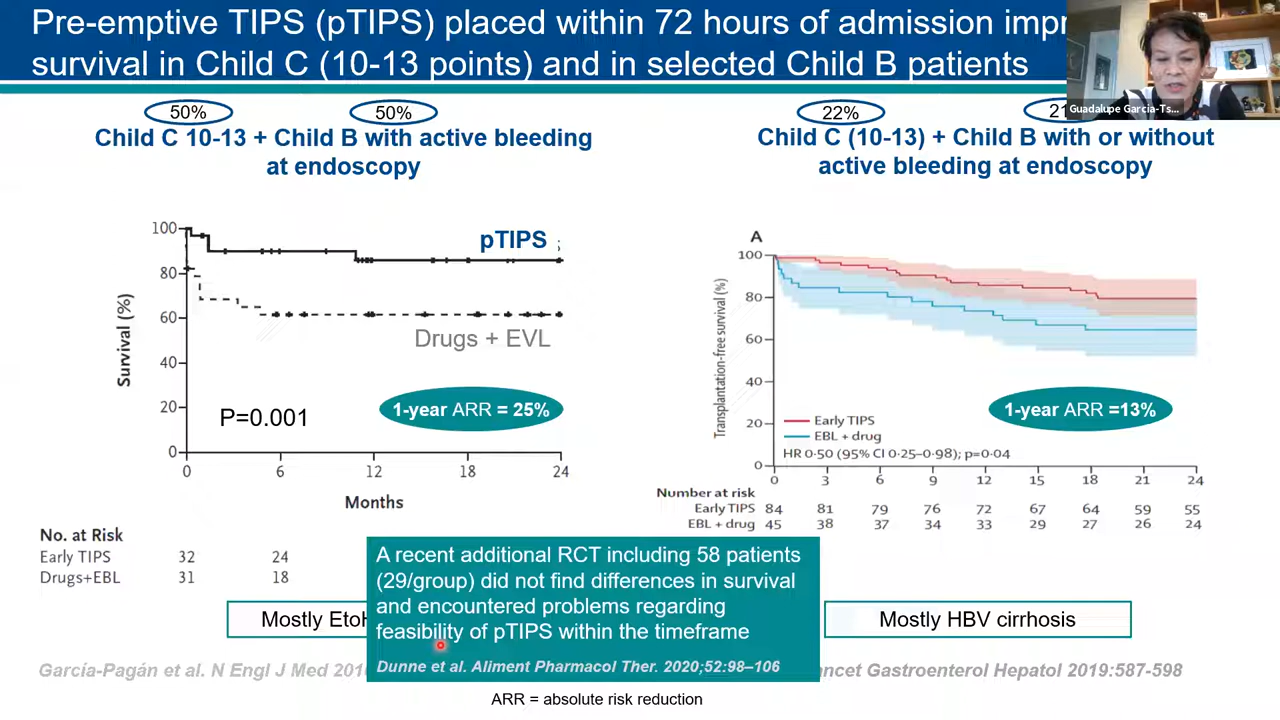 Pre-emptive TIPS (pTIPS) placed within 72 hours of admission
survival in Child C (10-13 points) and in selected Child B patients
Guadalupe Garcia-Ts...
50%
50%
Child C 10-13 + Child B with active bleeding
at endoscopy
22%
Child C (10-13) + Child B with or without
active bleeding at endoscopy
100
80
60
40
20
0
Survival (%)
pTIPS
Drugs + EVL
1-year ARR = 25%
P=0.001
0 6 12 18 24
Months
No. at Risk
Early TIPS 32 24
Drugs+EBL 31 18
A
100
80
60
40
20
0
Transplantation-free survival (%)
1-year ARR =13%
Early TIPS
EBL + drug
HR 0·50 (95% CI 0·25–0·98); p=0·04
0 3 6 9 12 15 18 21 24
Number at risk
Early TIPS 84 81 79 76 72 67 64 59 55
EBL + drug 45 38 37 34 33 29 27 26 24
A recent additional RCT including 58 patients
(29/group) did not find differences in survival
and encountered problems regarding
feasibility of pTIPS within the timeframe
Dunne et al. Aliment Pharmacol Ther. 2020;52:98–106
Mostly
Mostly HBV cirrhosis
García-Pagán et al. N Engl J Med
Gastroenterol Hepatol 2019:587-598
ARR = absolute risk reduction